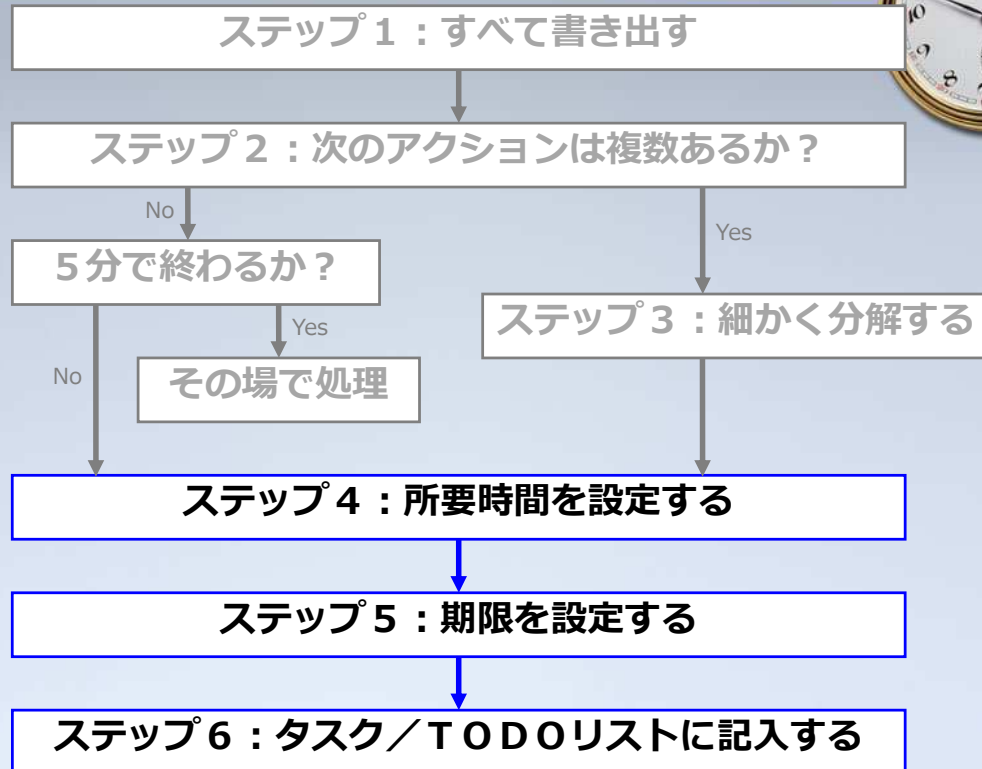 ステップ１：すべて書き出す
ステップ２：次のアクションは複数あるか？
No
Yes
５分で終わるか？
ステップ３：細かく分解する
Yes
No
その場で処理
ステップ４：所要時間を設定する
ステップ５：期限を設定する
ステップ６：タスク／ＴＯＤＯリストに記入する
10
9
8